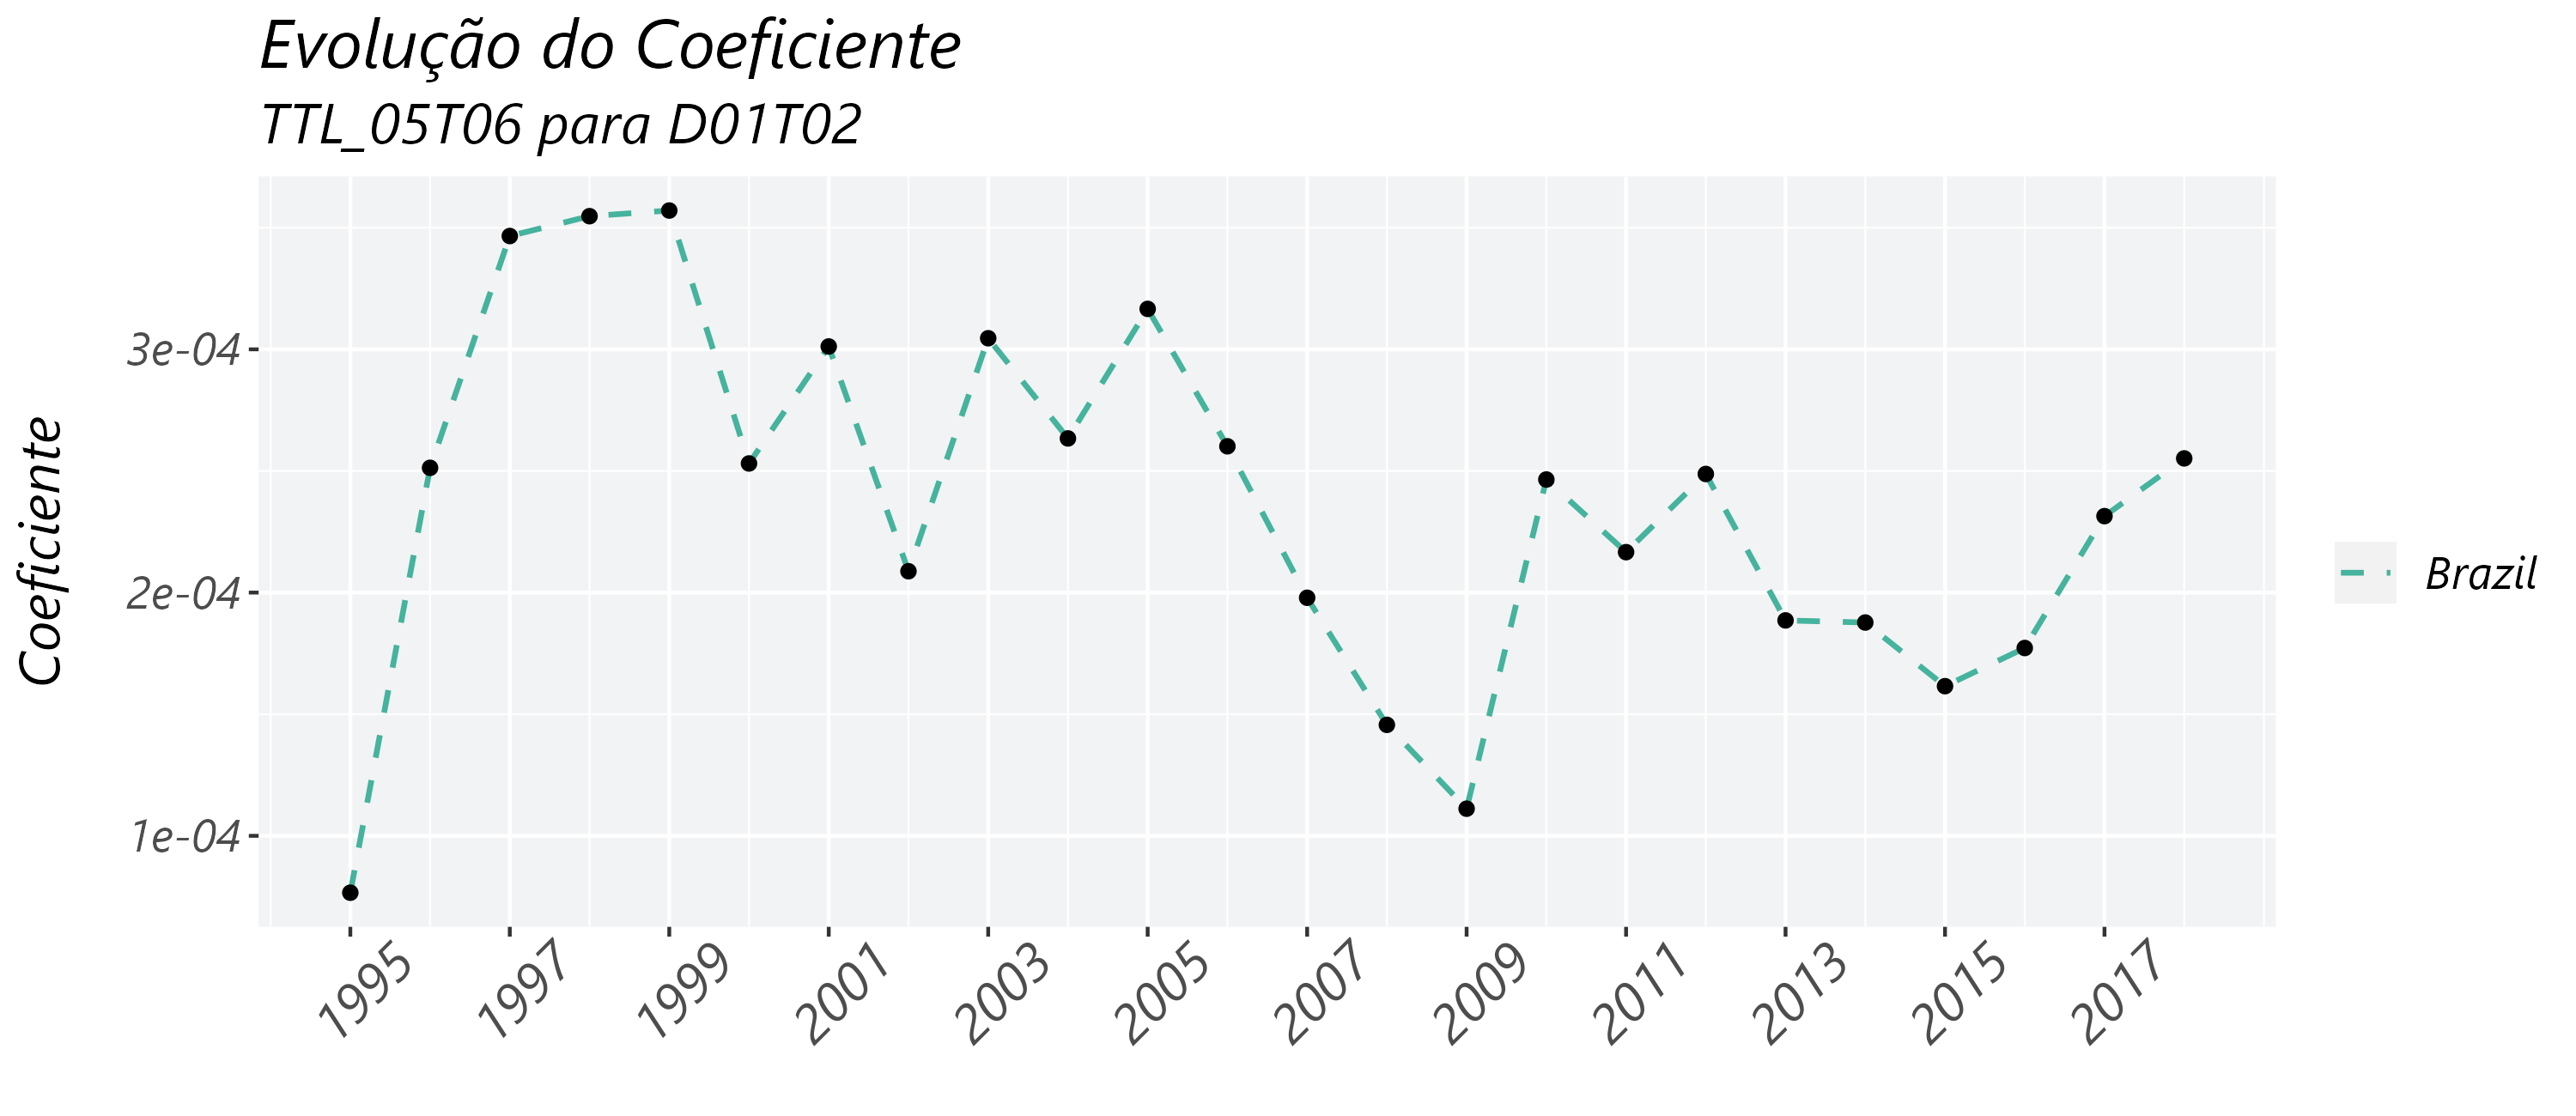 Evolução do Coeficiente
TTL_05T06 para D01T02
Coeficiente
3e-04
2e-04
1e-04
1995
1997
1999
2001
2003
2005
2007
2009
2011
2013
2015
2017
Brazil